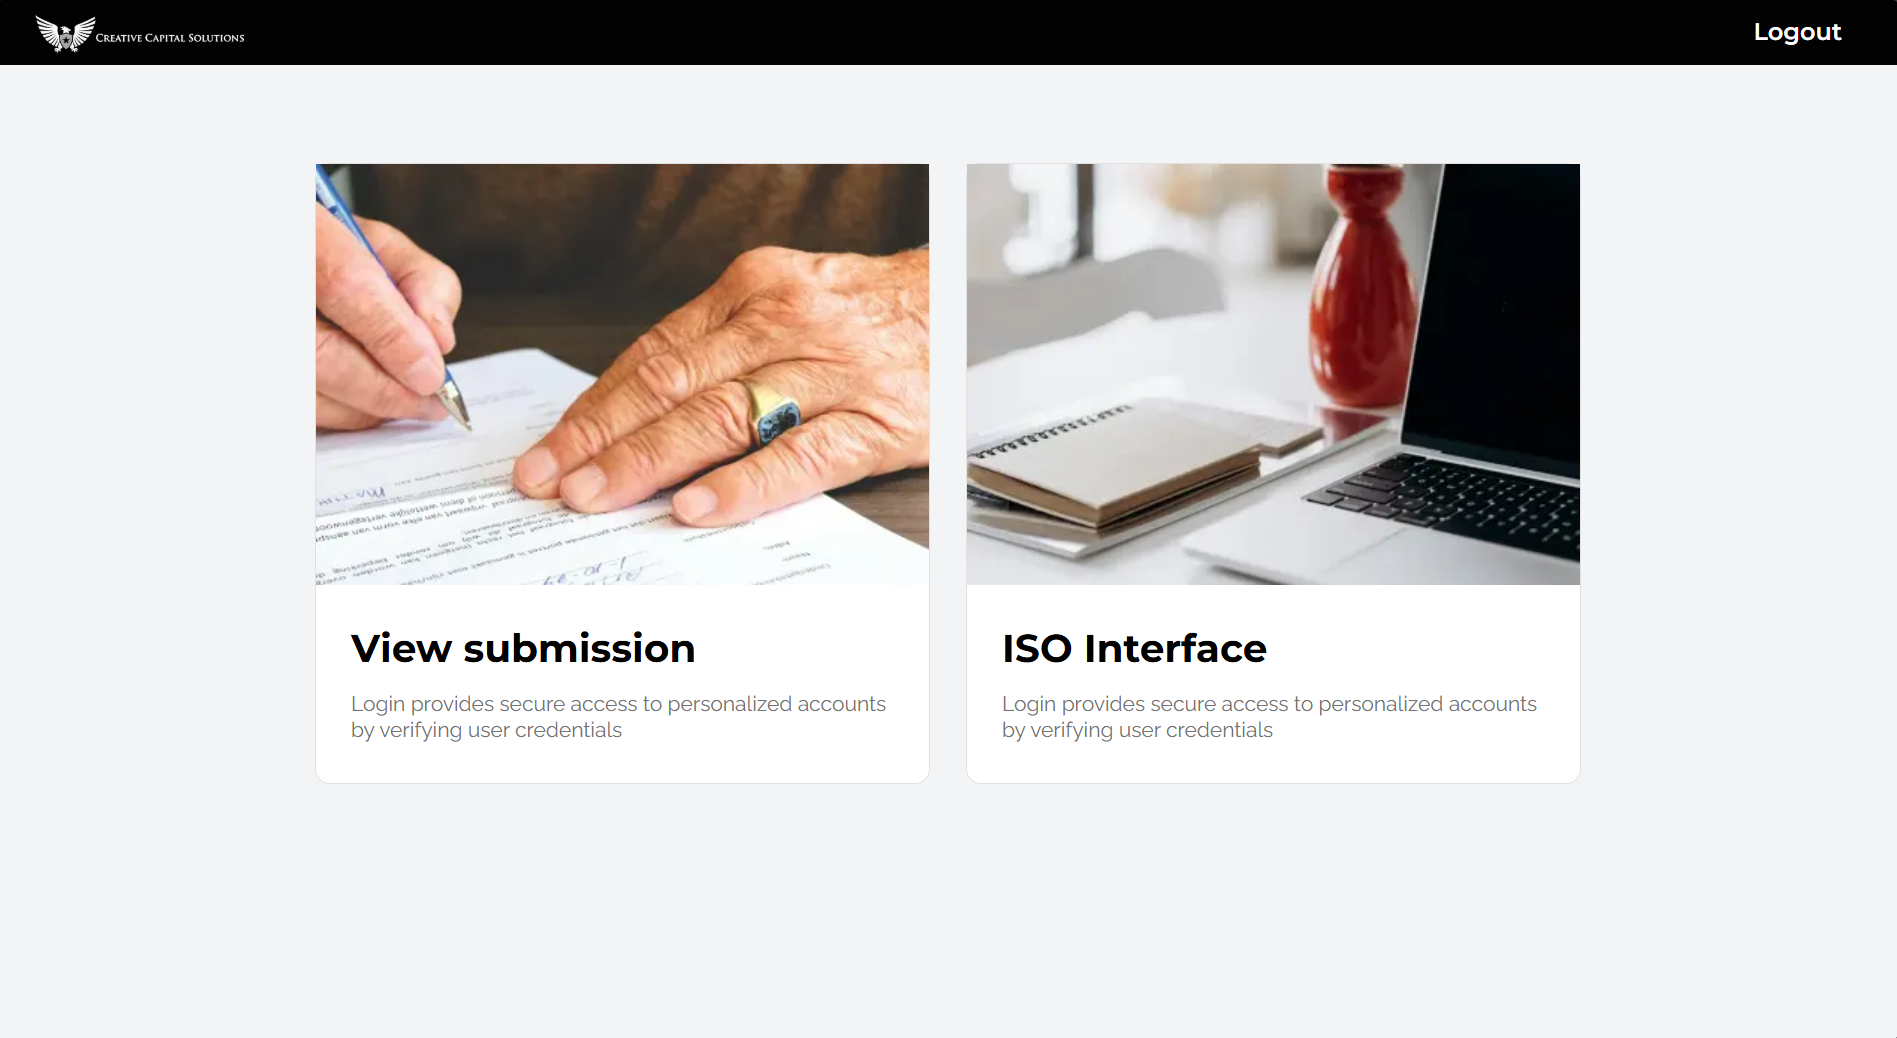 Creative Capital Solutions
Logout
View submission
Login provides secure access to personalized accounts
by verifying user credentials
ISO Interface
Login provides secure access to personalized accounts
by verifying user credentials